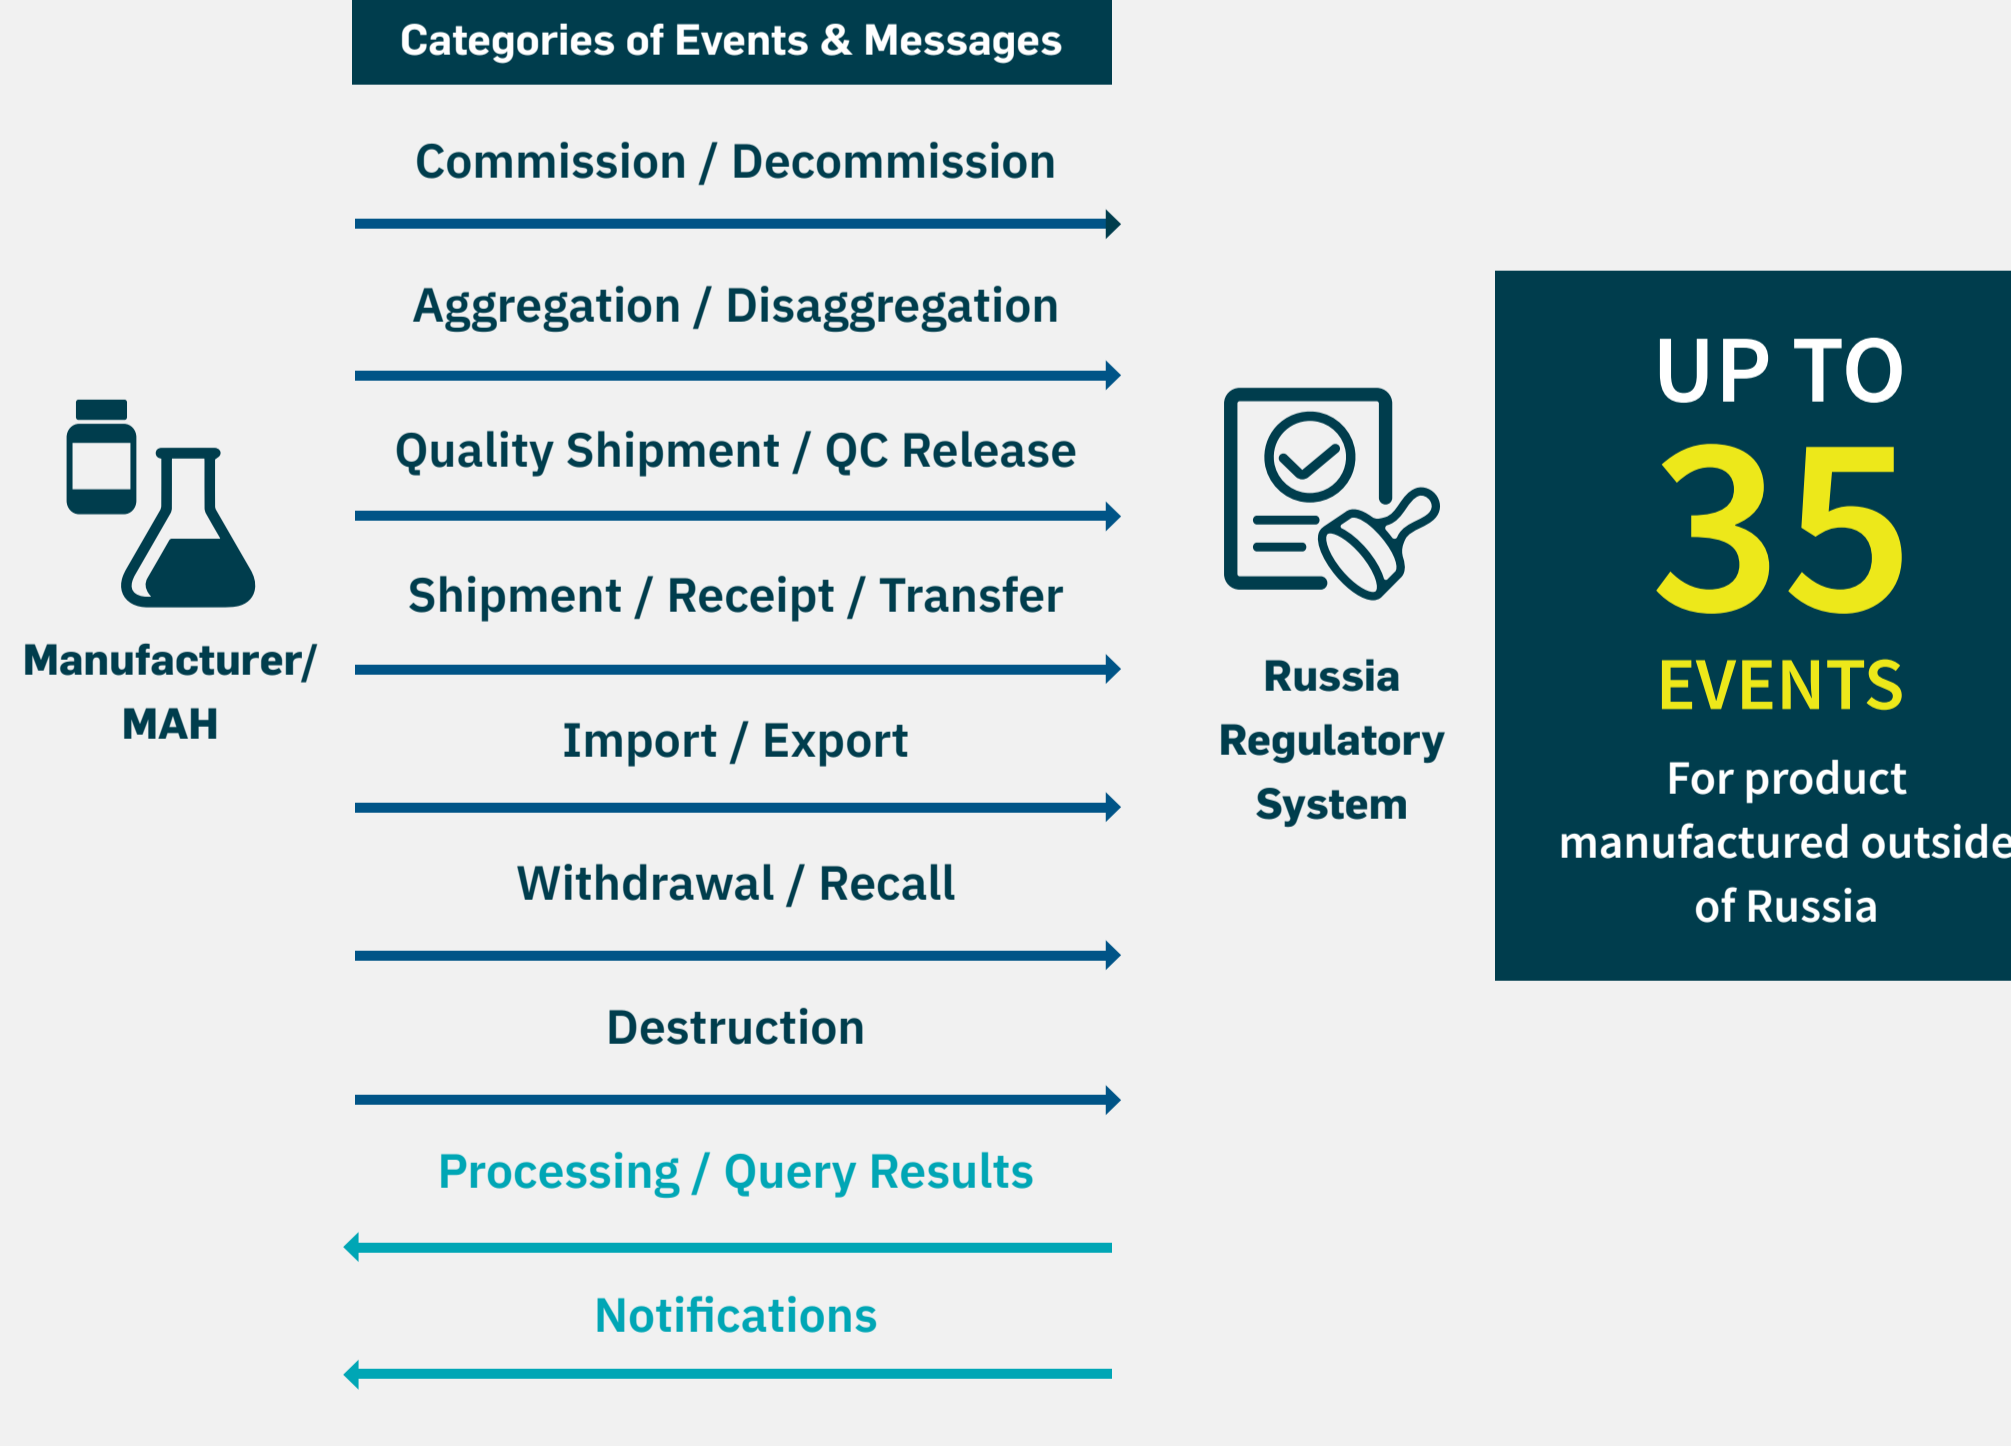 Categories of Events & Messages
Commission / Decommission
Aggregation / Disaggregation
Quality Shipment / QC Release
Shipment / Receipt / Transfer
Import / Export
Withdrawal / Recall
Destruction
Processing / Query Results
Notifications
Manufacturer/
MAH
Russia
Regulatory
System
UP TO
35
EVENTS
For product
manufactured outside
of Russia